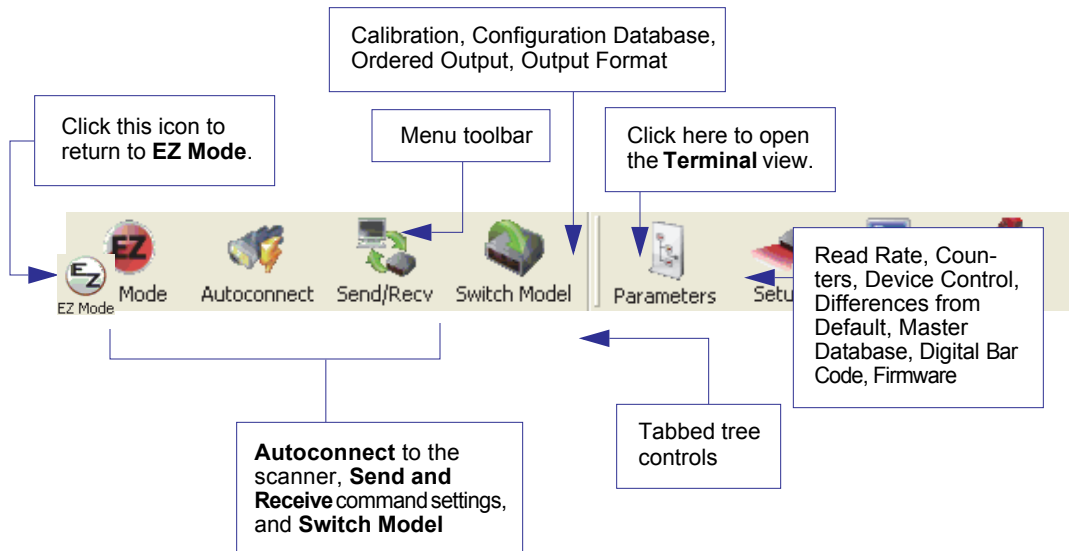 Calibration, Configuration Database,
Ordered Output, Output Format
Click this icon to
return to EZ Mode.
Menu toolbar
Click here to open
the Terminal view.
EZ
Mode
Autoconnect
Send/Recv
Switch Model
Parameters
Setu
EZ
EZ Mode
Read Rate, Coun-
ters, Device Control,
Differences from
Default, Master
Database, Digital Bar
Code, Firmware
Autoconnect to the
scanner, Send and
Receive command settings,
and Switch Model
Tabbed tree
controls